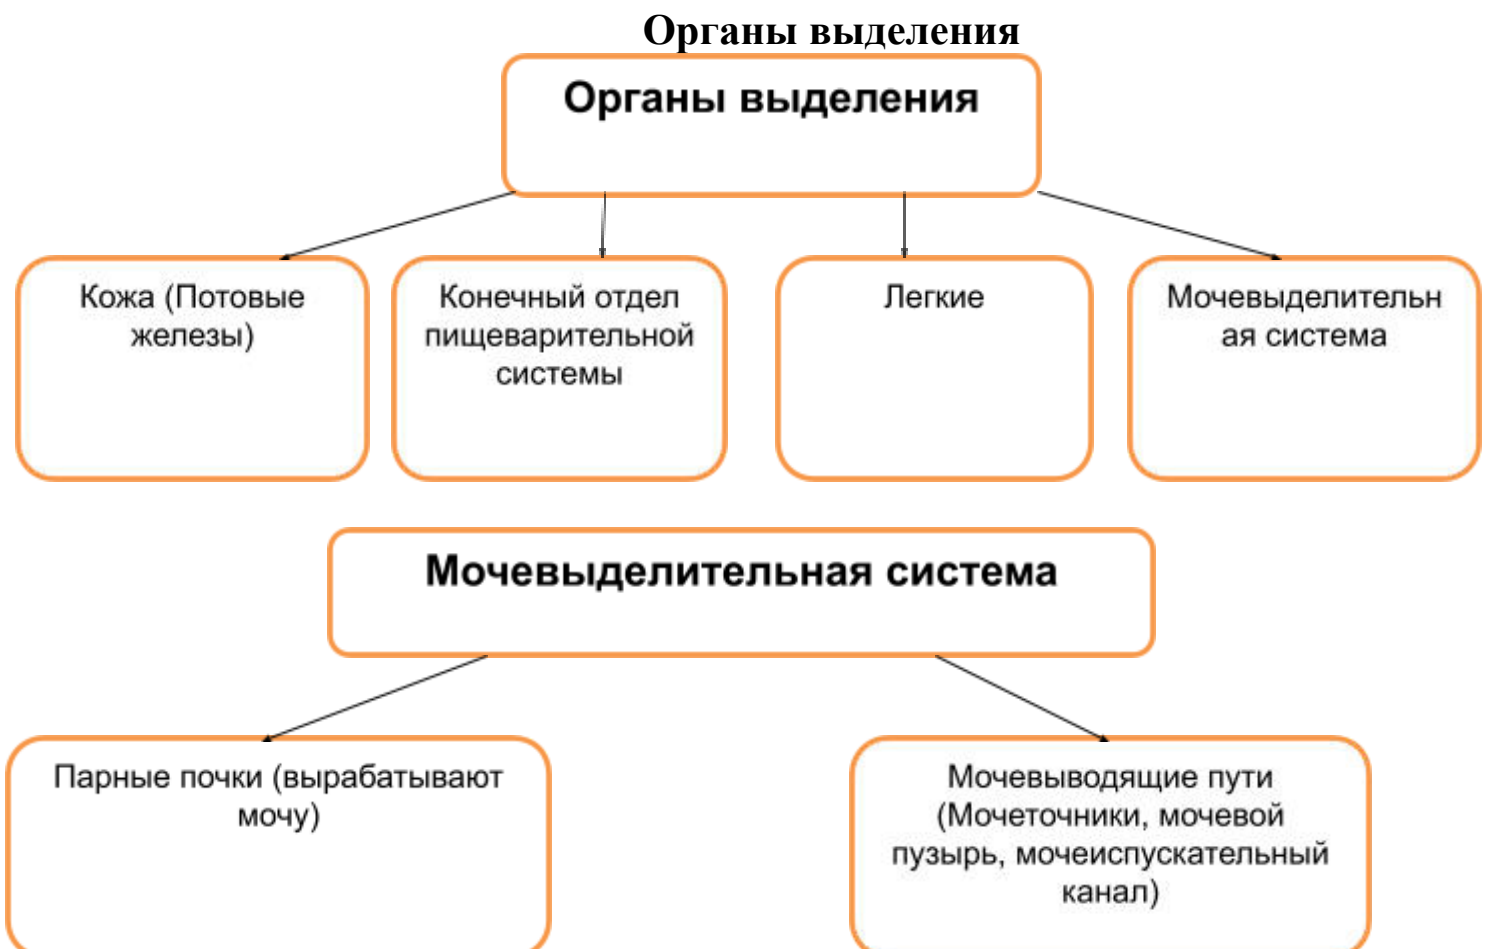 Органы выделения
Органы выделения
Кожа (Потовые
железы)
Конечный отдел
пищеварительной
системы
Легкие
Мочевыделительн
ая система
Мочевыделительная система
Парные почки (вырабатывают
мочу)
Мочевыводящие пути
(Мочеточники, мочевой
пузырь, мочеиспускательный
канал)